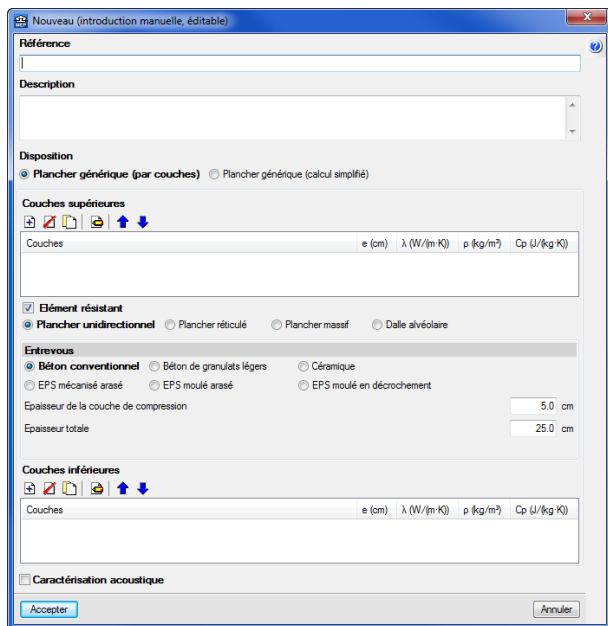 MEP Nouveau (introduction manuelle, éditable)
Référence
Description
Disposition
Plancher générique (par couches) Plancher générique (calcul simplifié)
Couches supérieures
Couches e (cm) λ (W/(m·K)) ρ (kg/m³) Cp (J/(kg·K))
Elément résistant
Plancher unidirectionnel Plancher réticulé Plancher massif Dalle alvéolaire
Entrevous
Béton conventionnel Béton de granulats légers Céramique
EPS mécanisé arasé EPS moulé arasé EPS moulé en décrochement
Epaisseur de la couche de compression 5.0 cm
Epaisseur totale 25.0 cm
Couches inférieures
Couches e (cm) λ (W/(m·K)) ρ (kg/m³) Cp (J/(kg·K))
Caractérisation acoustique
Accepter Annuler